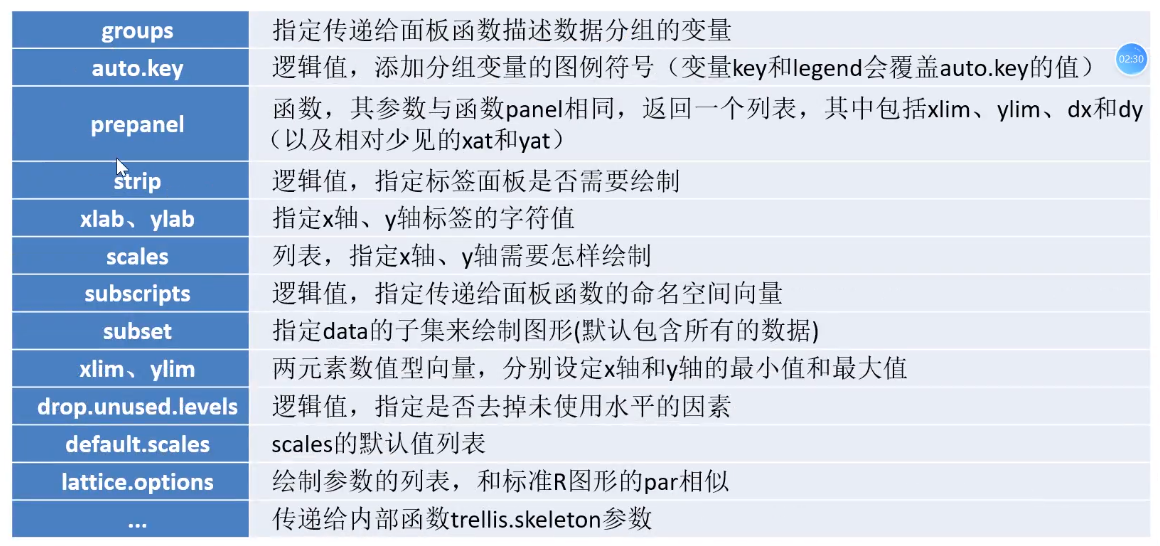 groups 指定传递给面板函数描述数据分组的变量
auto.key 逻辑值，添加分组变量的图例符号（变量key和legend会覆盖auto.key的值）
02:30
prepanel 函数，其参数与函数panel相同，返回一个列表，其中包括xlim、ylim、dx和dy
（以及相对少见的xat和yat）
strip 逻辑值，指定标签面板是否需要绘制
xlab、ylab 指定x轴、y轴标签的字符值
scales 列表，指定x轴、y轴需要怎样绘制
subscripts 逻辑值，指定传递给面板函数的命名空间向量
subset 指定data的子集来绘制图形(默认包含所有的数据)
xlim、ylim 两元素数值型向量，分别设定x轴和y轴的最小值和最大值
drop.unused.levels 逻辑值，指定是否去掉未使用水平的因素
default.scales scales的默认值列表
lattice.options 绘制参数的列表，和标准R图形的par相似
... 传递给内部函数trellis.skeleton参数